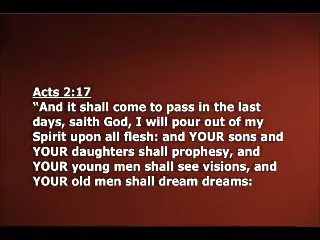 Acts 2:17
“And it shall come to pass in the last
days, saith God, I will pour out of my
Spirit upon all flesh: and YOUR sons and
YOUR daughters shall prophesy, and
YOUR young men shall see visions, and
YOUR old men shall dream dreams: